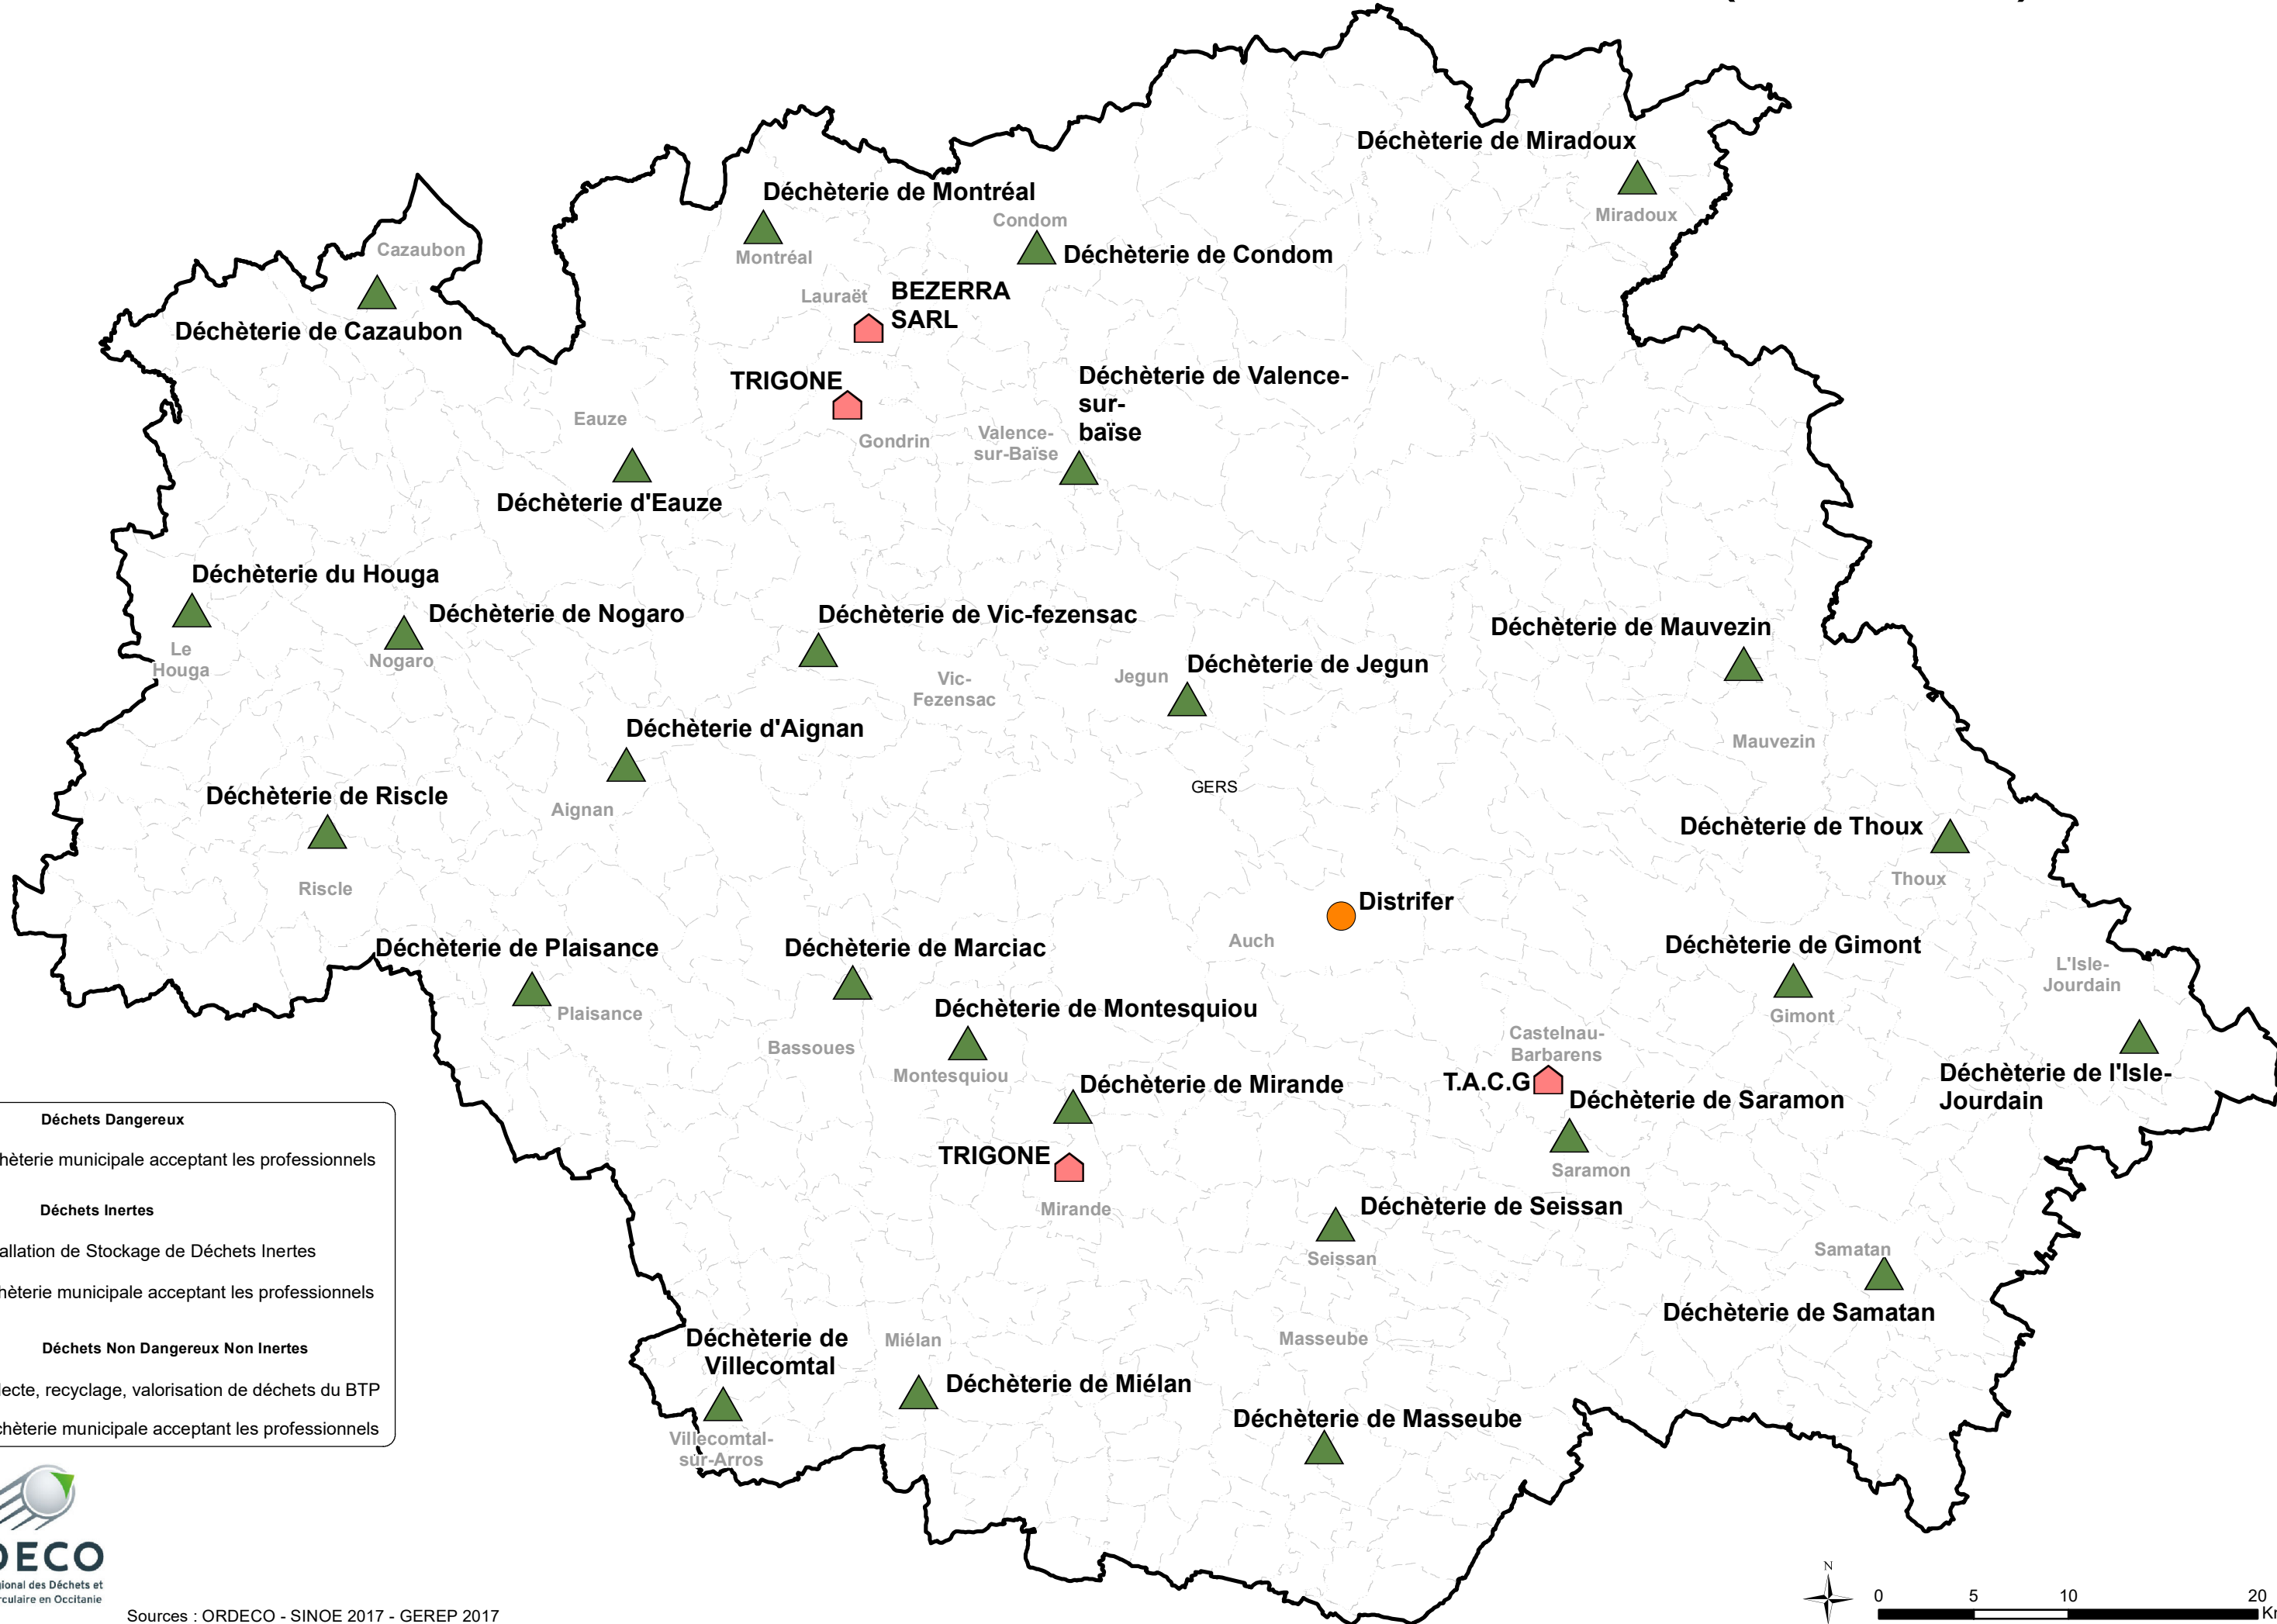 Déchèterie de Miradoux
Miradoux
Déchèterie de Montréal
Montréal
Condom
Déchèterie de Condom
Cazaubon
Déchèterie de Cazaubon
Lauraët
BEZERRA
SARL
TRIGONE
Gondrin
Déchèterie de Valence-
sur-
baïse
Valence-
sur-Baïse
Eauze
Déchèterie d'Eauze
Déchèterie du Houga
Le
Houga
Déchèterie de Nogaro
Nogaro
Déchèterie de Vic-fezensac
Vic-
Fezensac
Jegun
Déchèterie de Jegun
Déchèterie de Mauvezin
Mauvezin
Déchèterie d'Aignan
Aignan
GERS
Déchèterie de Riscle
Riscle
Déchèterie de Thoux
Thoux
Distrifer
Auch
Déchèterie de Plaisance
Plaisance
Déchèterie de Marciac
Bassoues
Déchèterie de Montesquiou
Montesquiou
Déchèterie de Gimont
Gimont
L'Isle-
Jourdain
Déchèterie de l'Isle-
Jourdain
Castelnau-
Barbarens
T.A.C.G
Déchèterie de Saramon
Saramon
Déchèterie de Mirande
TRIGONE
Mirande
Déchèterie de Seissan
Seissan
Samatan
Déchèterie de Samatan
Déchèterie de
Villecomtal
Villecomtal-
sur-Arros
Miélan
Déchèterie de Miélan
Masseube
Déchèterie de Masseube
Déchets Dangereux
hèterie municipale acceptant les professionnels
Déchets Inertes
allation de Stockage de Déchets Inertes
hèterie municipale acceptant les professionnels
Déchets Non Dangereux Non Inertes
lecte, recyclage, valorisation de déchets du BTP
chèterie municipale acceptant les professionnels
DECO
gional des Déchets et
rculaire en Occitanie
Sources : ORDECO - SINOE 2017 - GEREP 2017
N
0 5 10 20